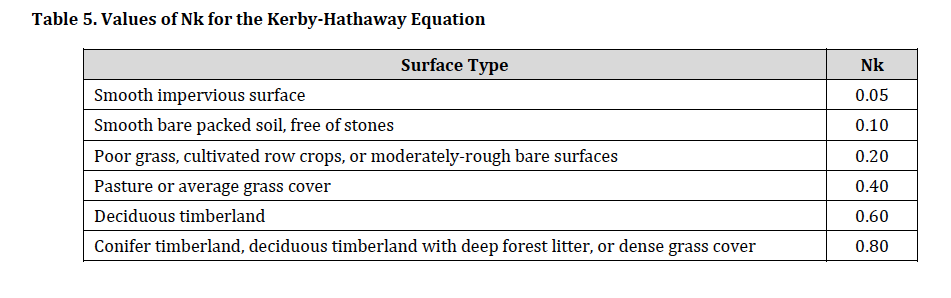 Table 5. Values of Nk for the Kerby-Hathaway Equation
Surface Type Nk
Smooth impervious surface 0.05
Smooth bare packed soil, free of stones 0.10
Poor grass, cultivated row crops, or moderately-rough bare surfaces 0.20
Pasture or average grass cover 0.40
Deciduous timberland 0.60
Conifer timberland, deciduous timberland with deep forest litter, or dense grass cover 0.80